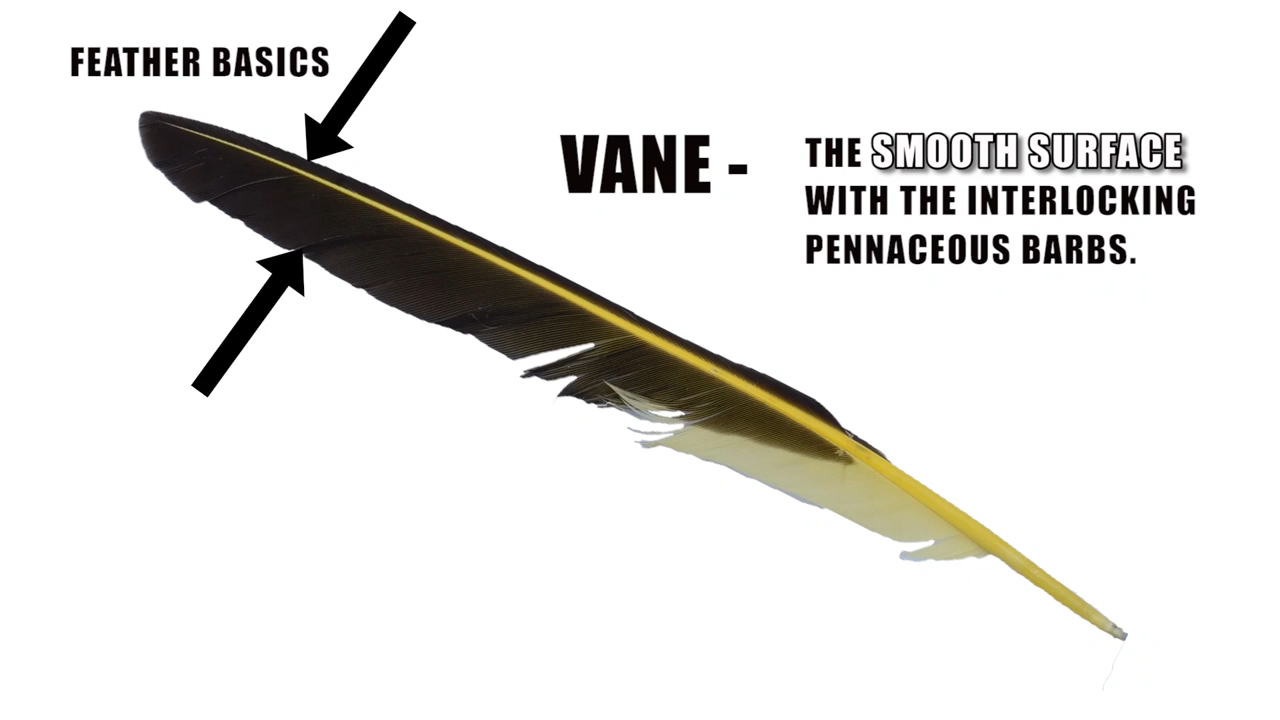 FEATHER BASICS
VANE -
THE SMOOTH SURFACE
WITH THE INTERLOCKING
PENNACEOUS BARBS.